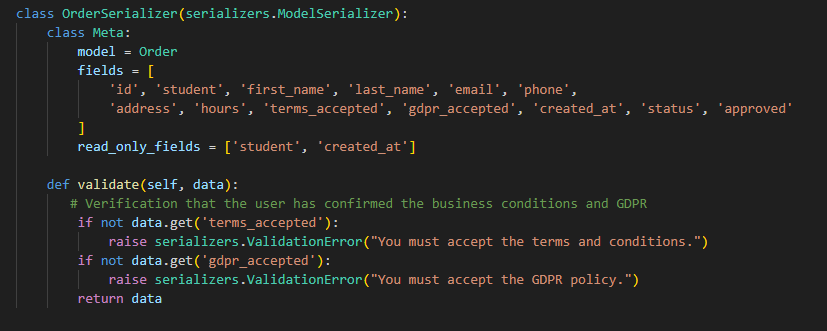 class OrderSerializer(serializers.ModelSerializer):
    class Meta:
        model = Order
        fields = [
            'id', 'student', 'first_name', 'last_name', 'email', 'phone',
            'address', 'hours', 'terms_accepted', 'gdpr_accepted', 'created_at', 'status', 'approved'
        ]
        read_only_fields = ['student', 'created_at']

    def validate(self, data):
       # Verification that the user has confirmed the business conditions and GDPR
        if not data.get('terms_accepted'):
            raise serializers.ValidationError("You must accept the terms and conditions.")
        if not data.get('gdpr_accepted'):
            raise serializers.ValidationError("You must accept the GDPR policy.")
        return data